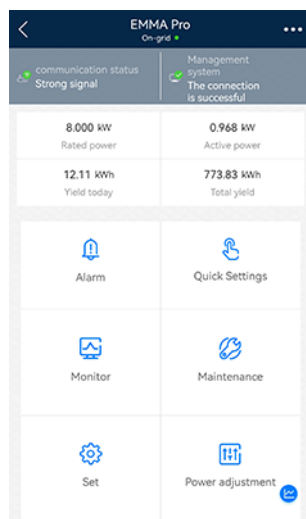 EMMA Pro
On-grid
communication status
Strong signal
Management
system
The connection
is successful
8.000 kW
Rated power
0.968 kW
Active power
12.11 kWh
Yield today
773.83 kWh
Total yield
Alarm
Quick Settings
Monitor
Maintenance
Set
Power adjustment